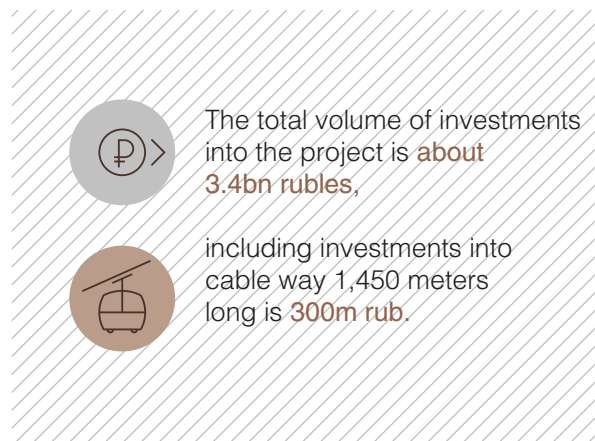 The total volume of investments
into the project is about
3.4bn rubles,
including investments into
cable way 1,450 meters
long is 300m rub.